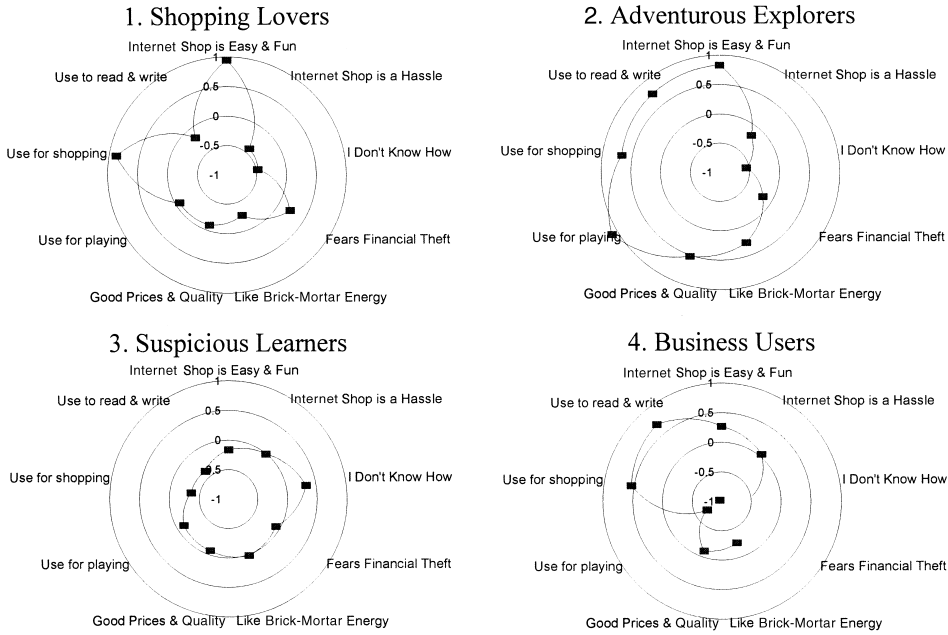 1. Shopping Lovers
Internet Shop is Easy & Fun
Use to read & write
Internet Shop is a Hassle
Use for shopping
I Don't Know How
Use for playing
Fears Financial Theft
Good Prices & Quality
Like Brick-Mortar Energy
1
0.5
0
-0.5
-1
2. Adventurous Explorers
Internet Shop is Easy & Fun
Use to read & write
Internet Shop is a Hassle
Use for shopping
I Don't Know How
Use for playing
Fears Financial Theft
Good Prices & Quality
Like Brick-Mortar Energy
1
0.5
0
-0.5
-1
3. Suspicious Learners
Internet Shop is Easy & Fun
Use to read & write
Internet Shop is a Hassle
Use for shopping
I Don't Know How
Use for playing
Fears Financial Theft
Good Prices & Quality
Like Brick-Mortar Energy
1
0.5
0
0.5
-1
4. Business Users
Internet Shop is Easy & Fun
Use to read & write
Internet Shop is a Hassle
Use for shopping
I Don't Know How
Use for playing
Fears Financial Theft
Good Prices & Quality
Like Brick-Mortar Energy
1
0.5
0
-0.5
-1